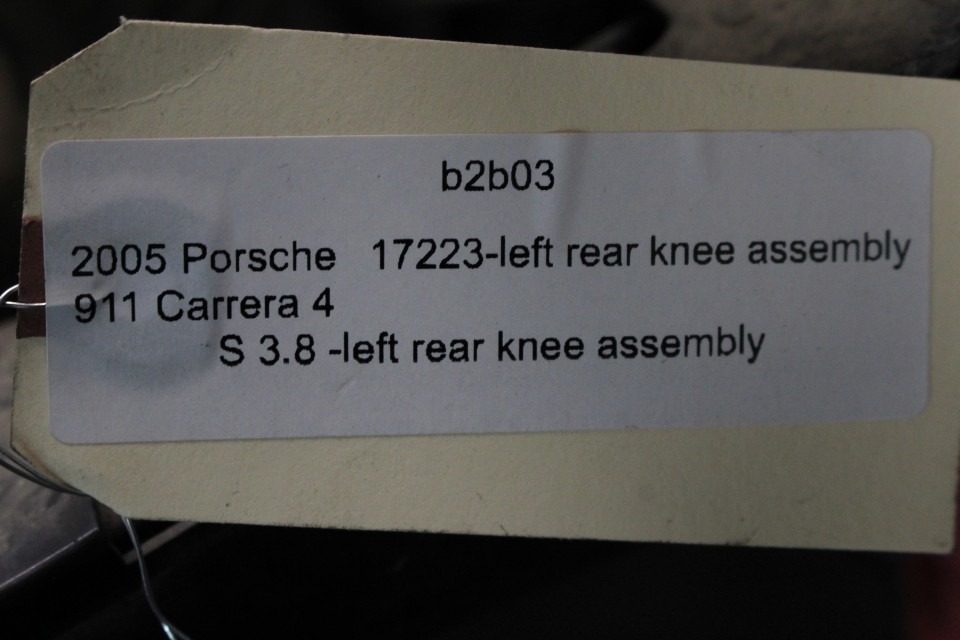 b2b03
2005 Porsche 17223-left rear knee assembly
911 Carrera 4
S 3.8 -left rear knee assembly